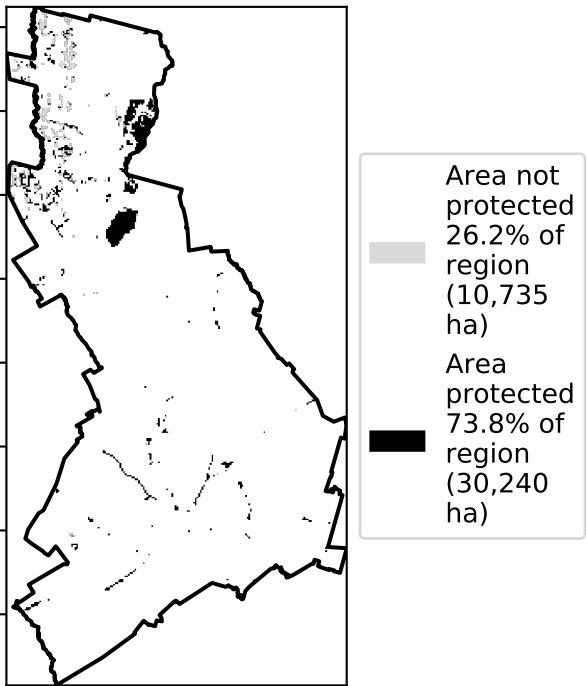 Area not
protected
26.2% of
region
(10,735
ha)
Area
protected
73.8% of
region
(30,240
ha)